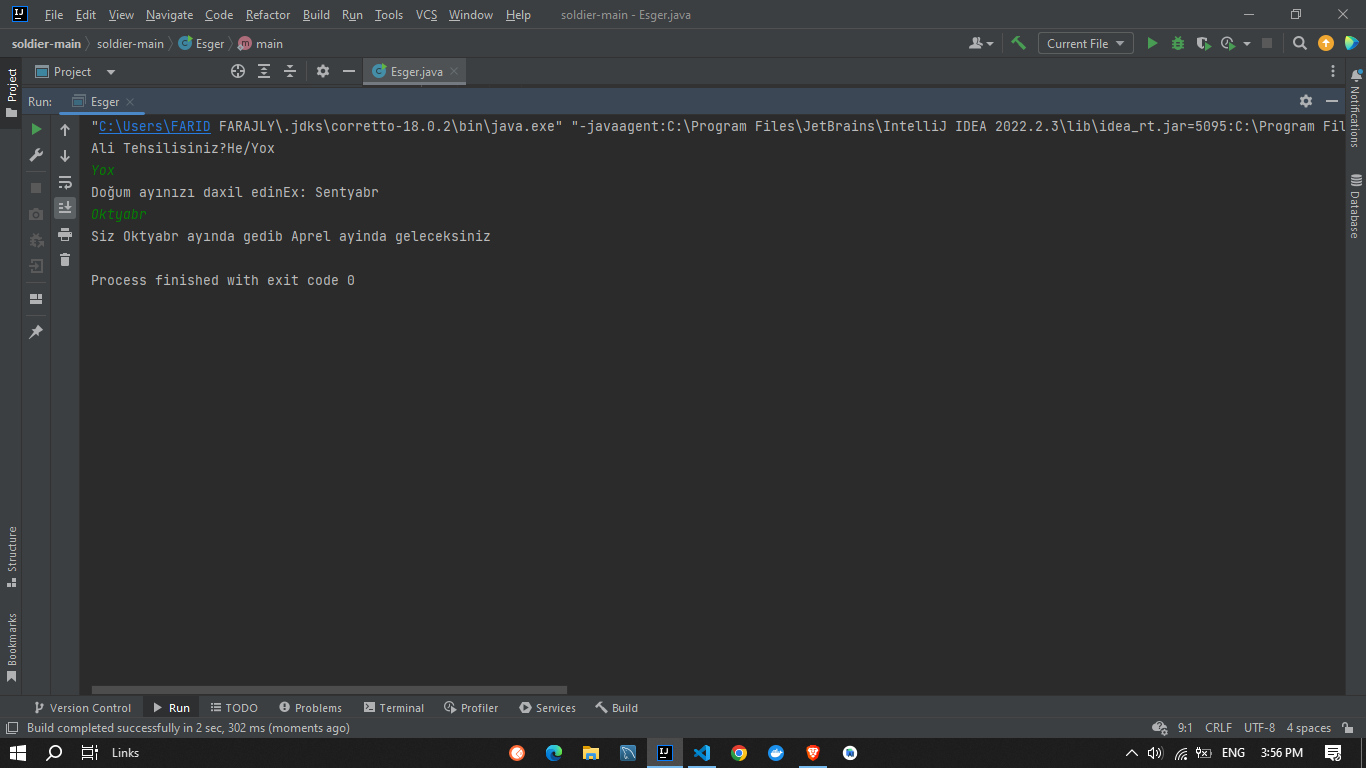 File Edit View Navigate Code Refactor Build Run Tools VCS Window Help soldier-main - Esger.java
soldier-main soldier-main Esger main Current File
Project Esger.java
Run: Esger
"C:\Users\FARID FARAJLY\.jdks\corretto-18.0.2\bin\java.exe" "-javaagent:C:\Program Files\JetBrains\IntelliJ IDEA 2022.2.3\lib\idea_rt.jar=5095:C:\Program Fil
Ali Tehsilisiniz?He/Yox
Yox
Doğum ayınızı daxil edinEx: Sentyabr
Oktyabr
Siz Oktyabr ayında gedib Aprel ayinda geleceksiniz
Process finished with exit code 0
Project
Structure
Bookmarks
Notifications
Database
Version Control Run TODO Problems Terminal Profiler Services Build
Build completed successfully in 2 sec, 302 ms (moments ago) 9:1 CRLF UTF-8 4 spaces
Links ENG 3:56 PM